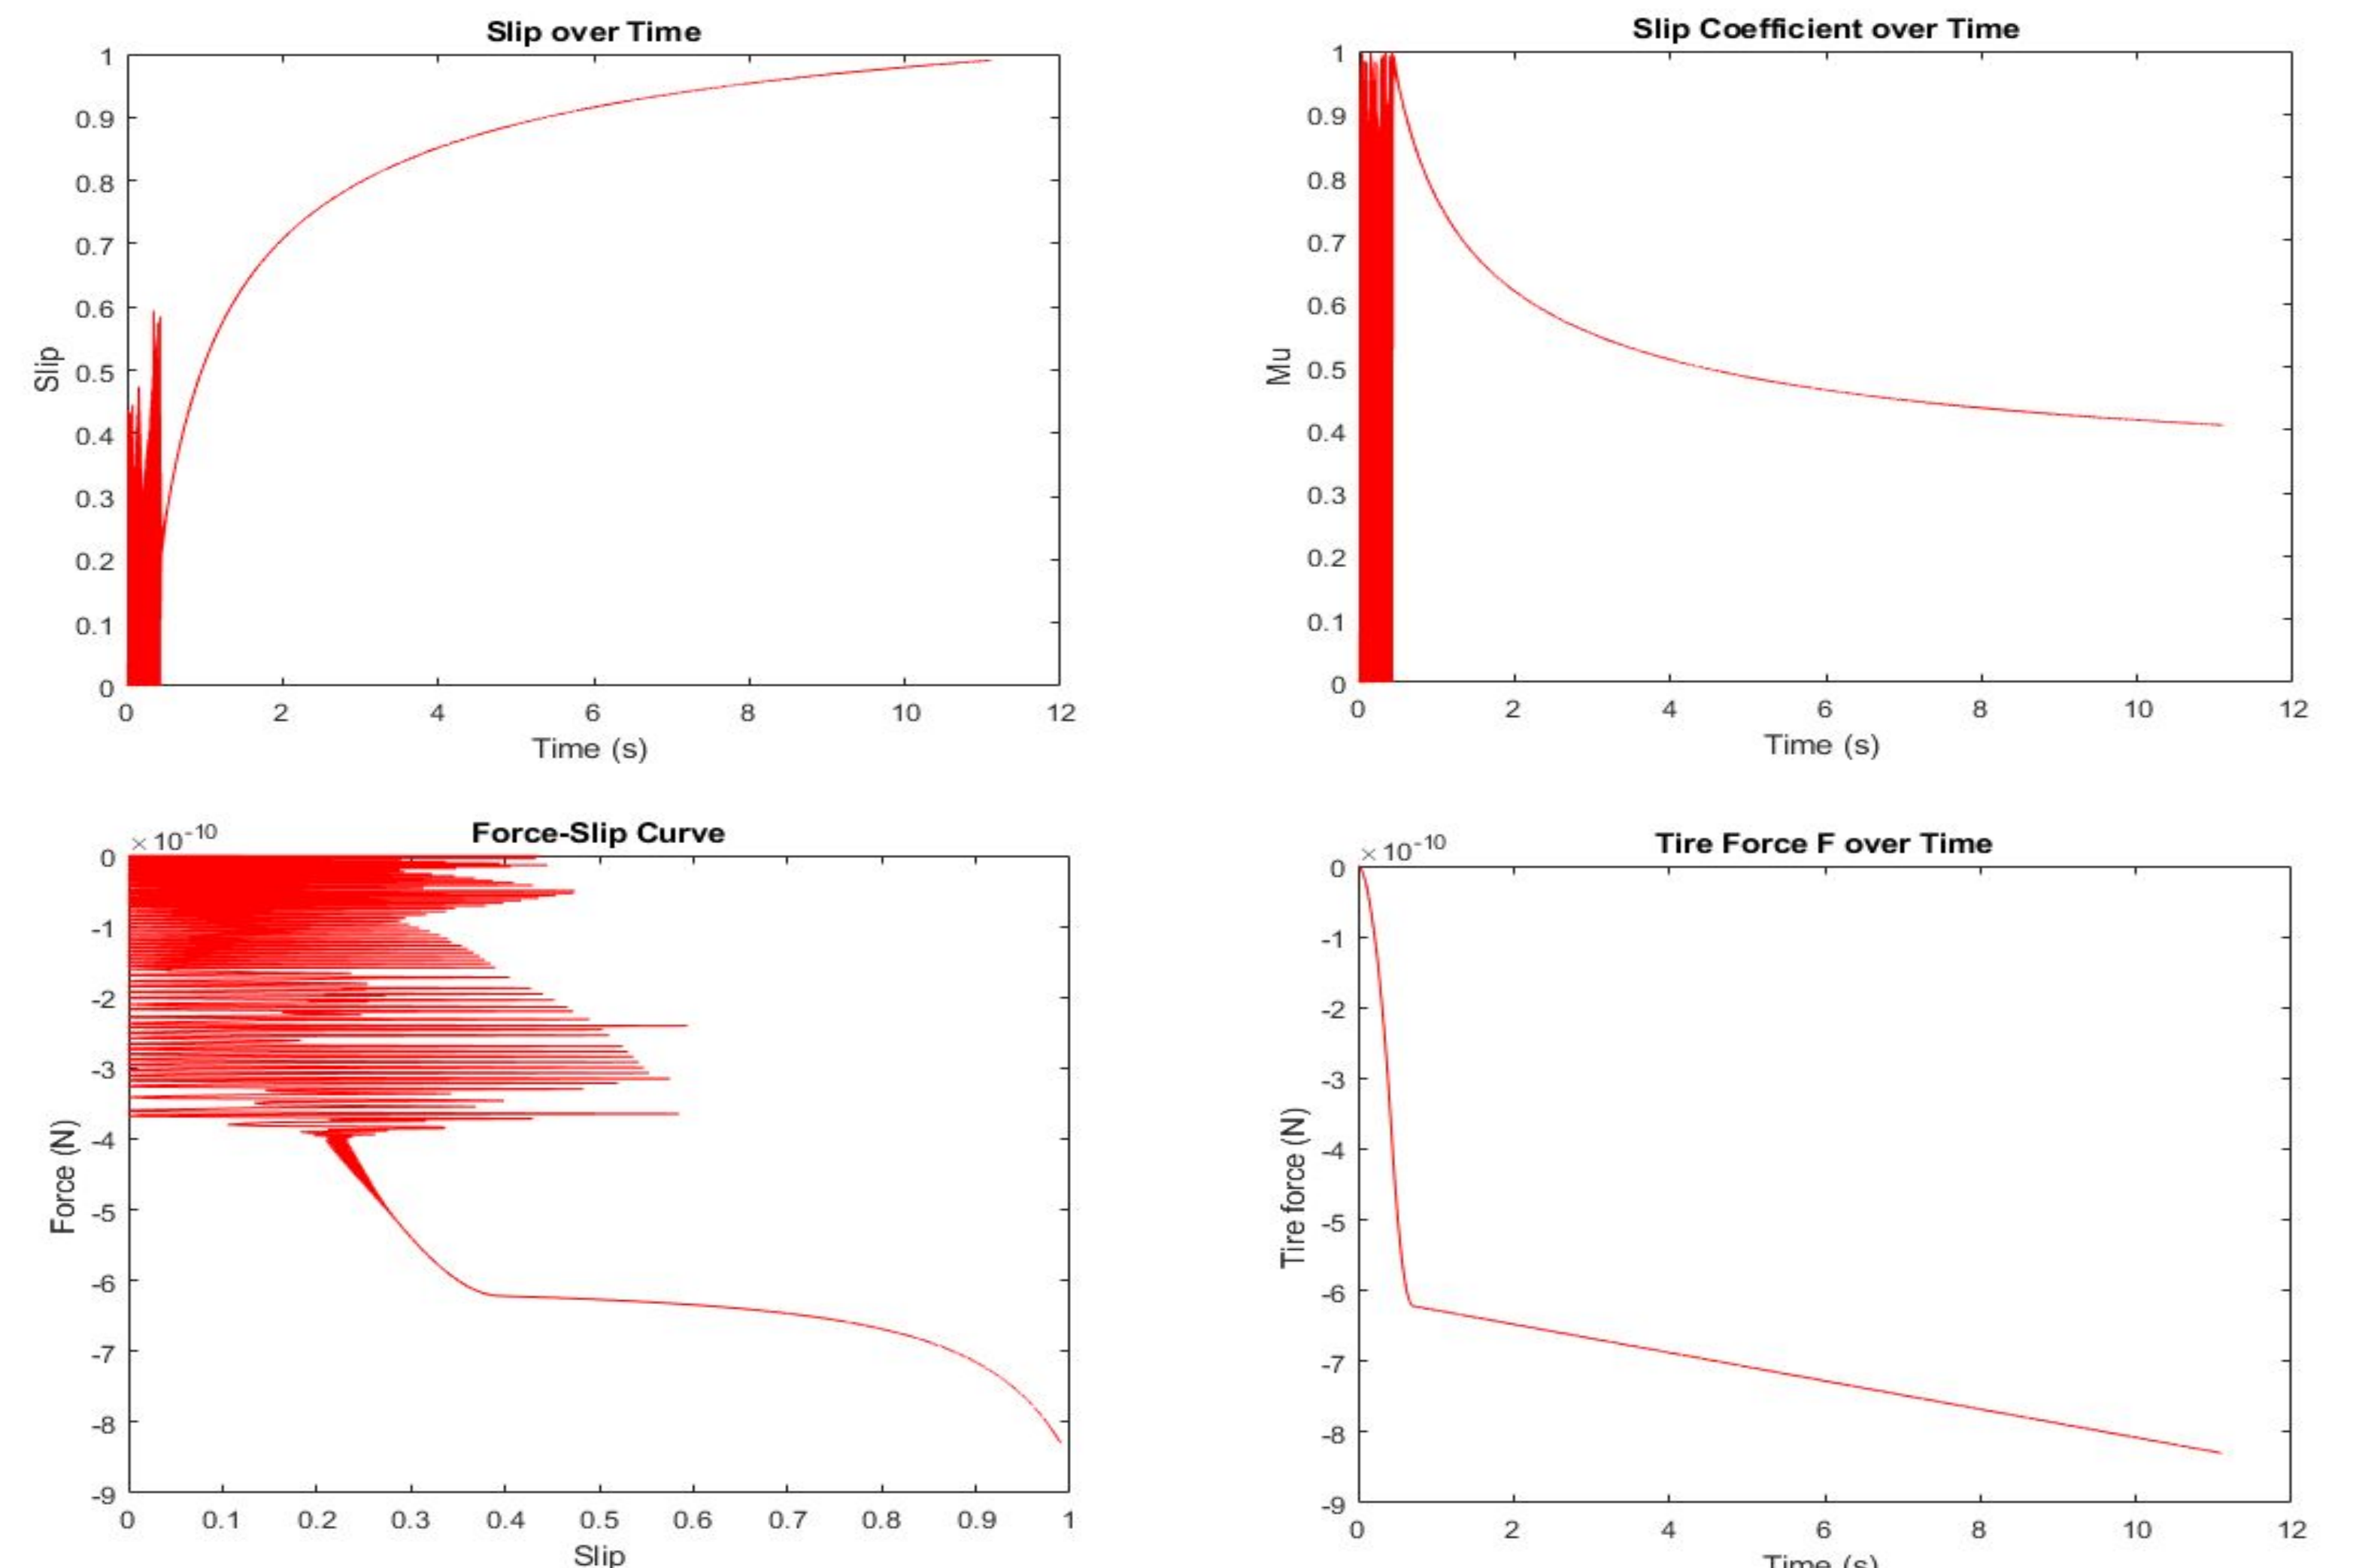 Slip over Time
1
0.9
0.8
0.7
0.6
0.5
0.4
0.3
0.2
0.1
0
Slip
0 2 4 6 8 10 12
Time (s)
Slip Coefficient over Time
1
0.9
0.8
0.7
0.6
0.5
0.4
0.3
0.2
0.1
0
Mu
0 2 4 6 8 10 12
Time (s)
Force-Slip Curve
×10-10
0
-1
-2
-3
-4
-5
-6
-7
-8
-9
Force (N)
0 0.1 0.2 0.3 0.4 0.5 0.6 0.7 0.8 0.9 1
Slip
Tire Force F over Time
×10-10
0
-1
-2
-3
-4
-5
-6
-7
-8
-9
Tire force (N)
0 2 4 6 8 10 12
Time (s)